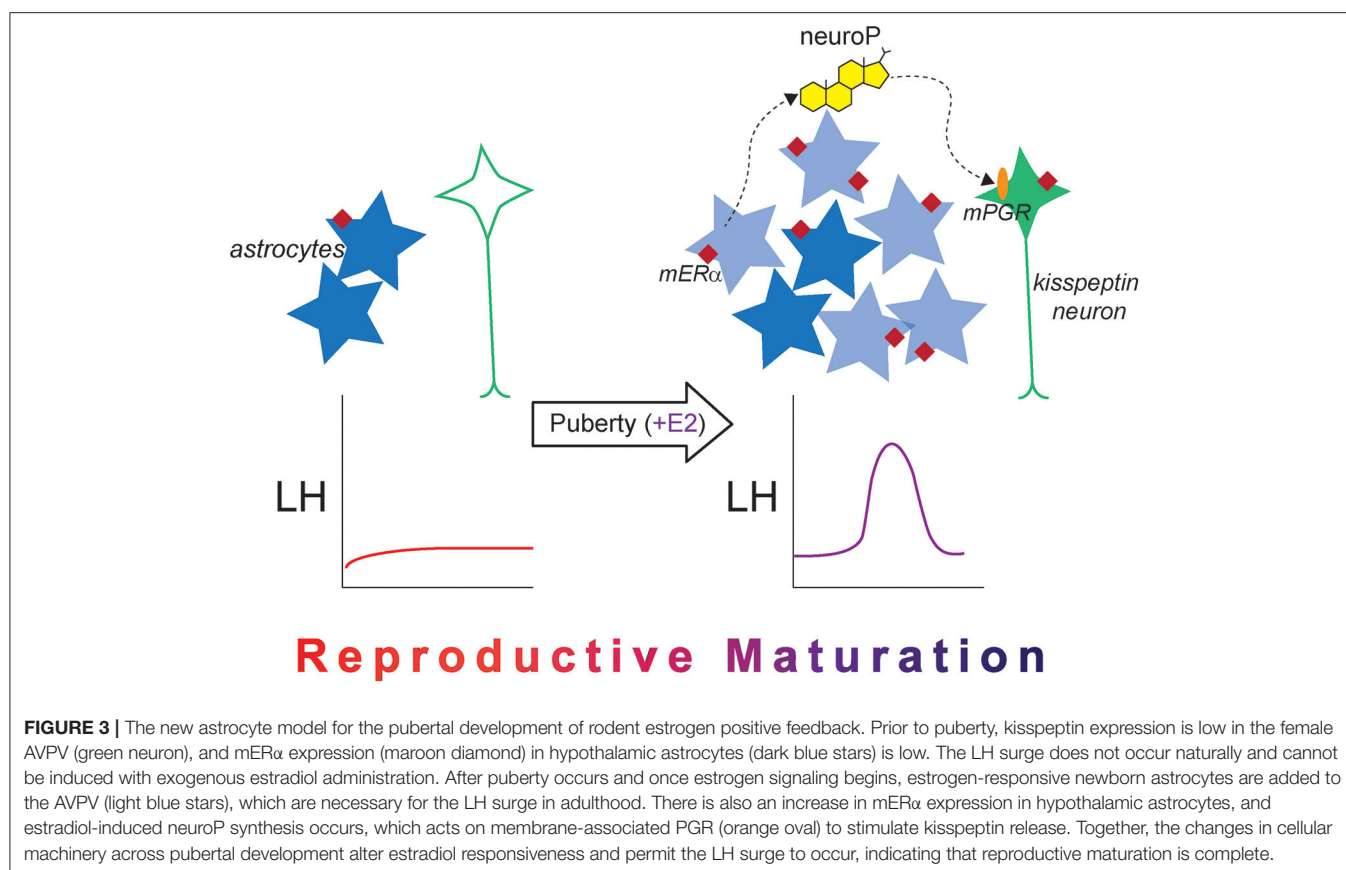 neuroP
astrocytes
mPGR
mERα
kisspeptin
neuron
Puberty (+E2)
LH
LH
Reproductive Maturation
FIGURE 3 | The new astrocyte model for the pubertal development of rodent estrogen positive feedback. Prior to puberty, kisspeptin expression is low in the female
AVPV (green neuron), and mERα expression (maroon diamond) in hypothalamic astrocytes (dark blue stars) is low. The LH surge does not occur naturally and cannot
be induced with exogenous estradiol administration. After puberty occurs and once estrogen signaling begins, estrogen-responsive newborn astrocytes are added to
the AVPV (light blue stars), which are necessary for the LH surge in adulthood. There is also an increase in mERα expression in hypothalamic astrocytes, and
estradiol-induced neuroP synthesis occurs, which acts on membrane-associated PGR (orange oval) to stimulate kisspeptin release. Together, the changes in cellular
machinery across pubertal development alter estradiol responsiveness and permit the LH surge to occur, indicating that reproductive maturation is complete.